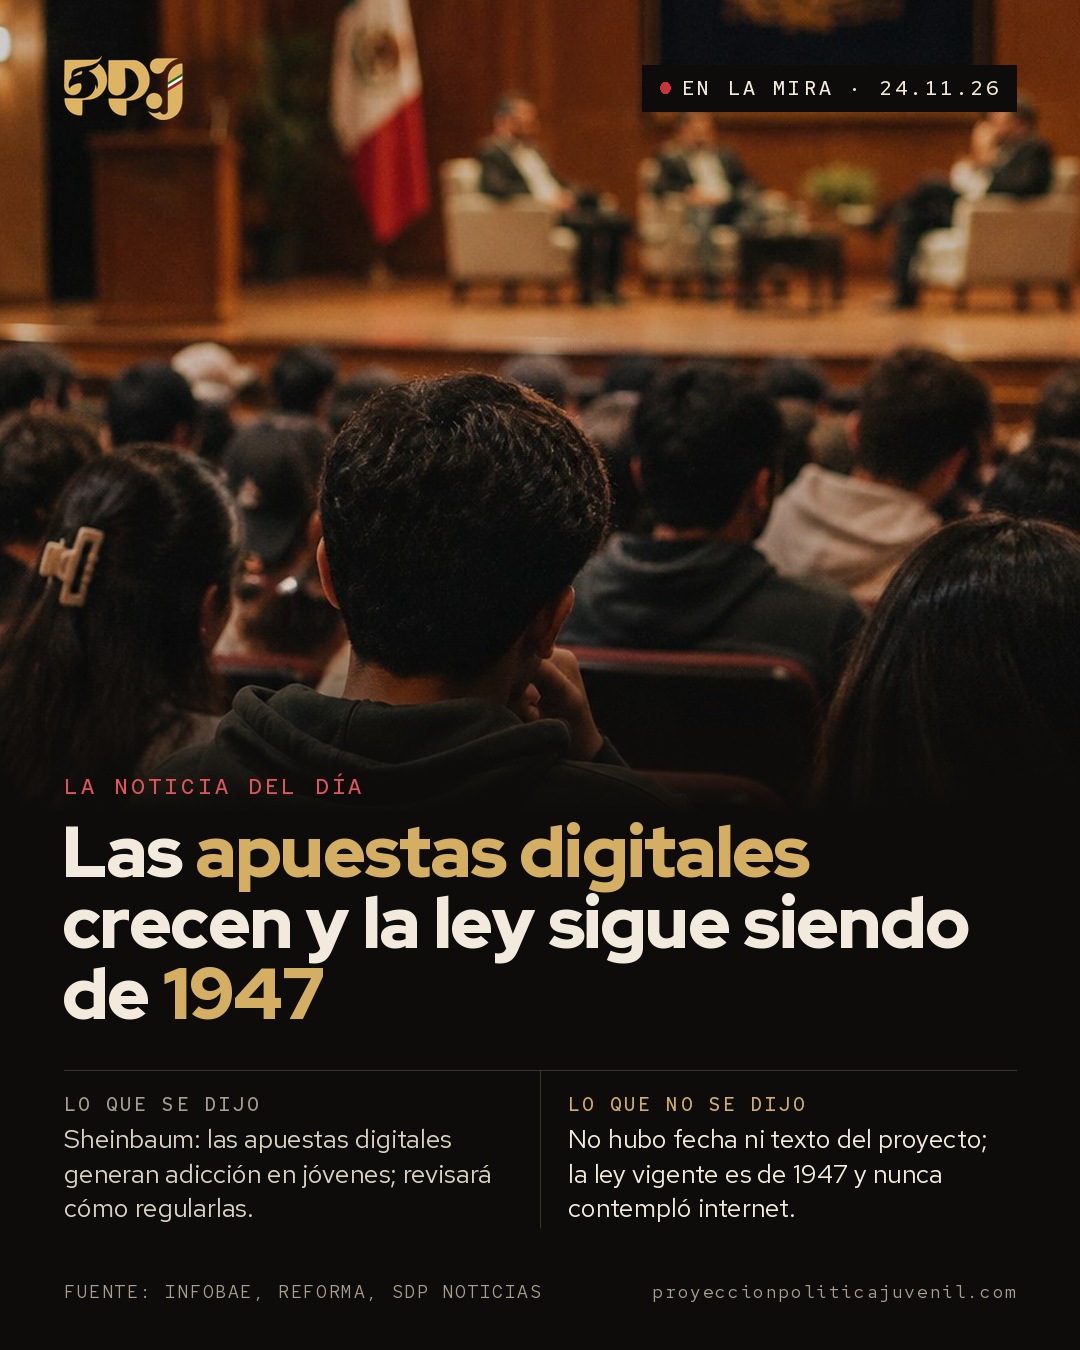 PPJ
EN LA MIRA · 24.11.26
LA NOTICIA DEL DÍA
Las apuestas digitales
crecen y la ley sigue siendo
de 1947
LO QUE SE DIJO
Sheinbaum: las apuestas digitales
generan adicción en jóvenes; revisará
cómo regularlas.
LO QUE NO SE DIJO
No hubo fecha ni texto del proyecto;
la ley vigente es de 1947 y nunca
contempló internet.
FUENTE: INFOBAE, REFORMA, SDP NOTICIAS
proyeccionpoliticajuvenil.com